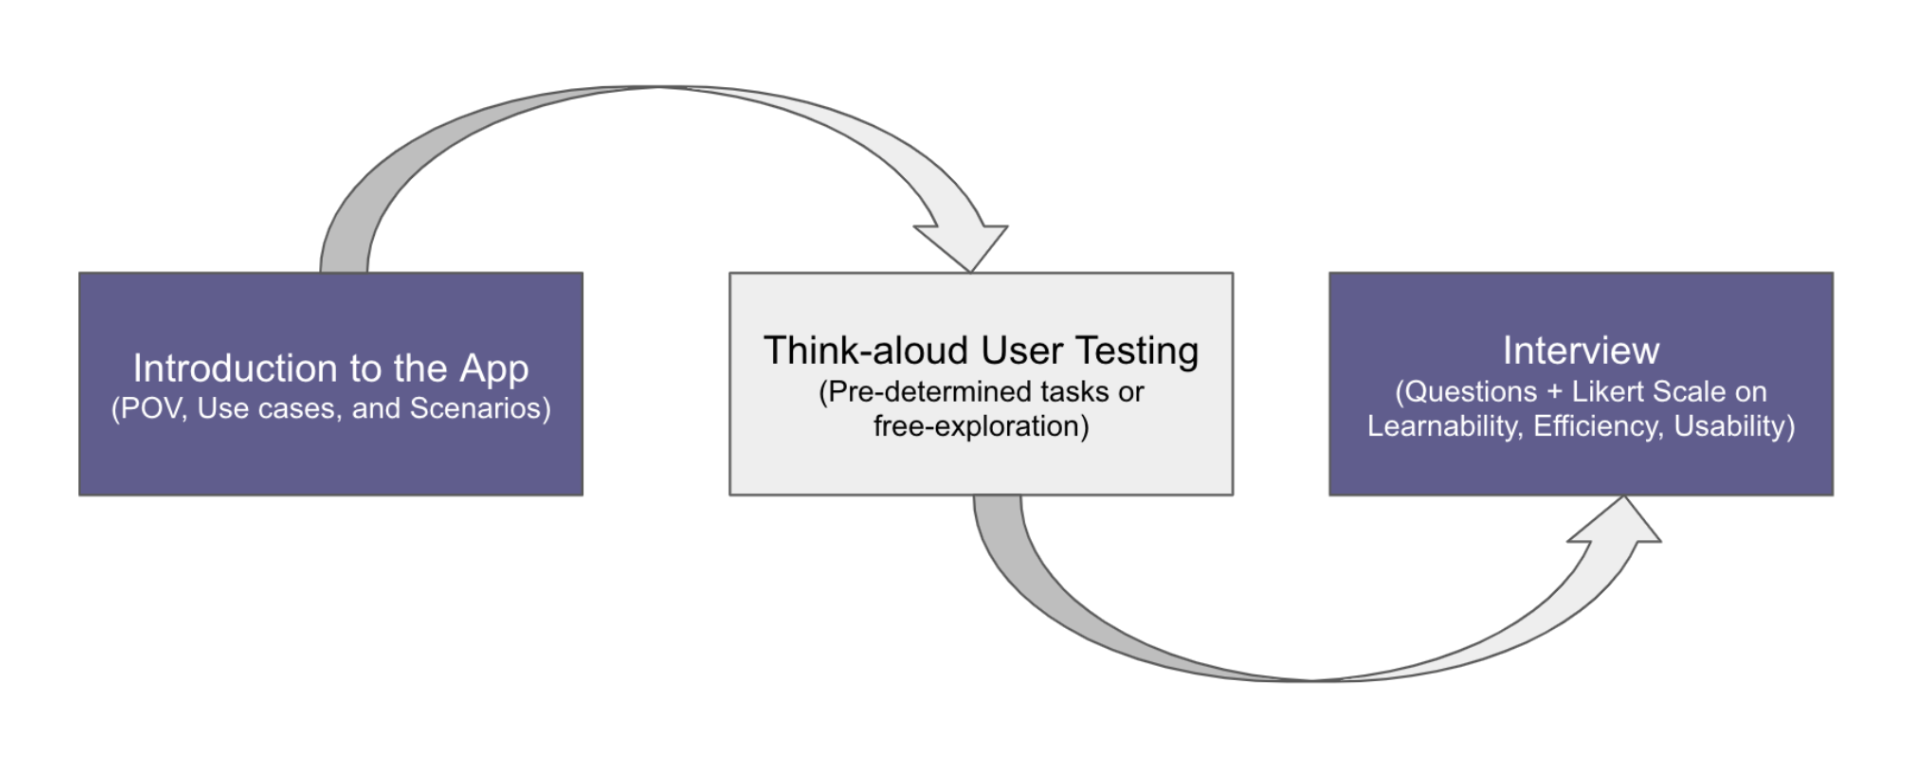 Introduction to the App
(POV, Use cases, and Scenarios)
Think-aloud User Testing
(Pre-determined tasks or
free-exploration)
Interview
(Questions + Likert Scale on
Learnability, Efficiency, Usability)